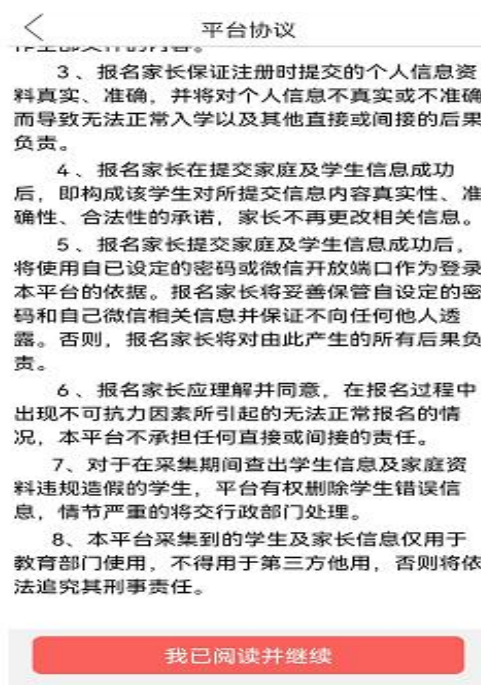 平台协议
3、报名家长保证注册时提交的个人信息资
料真实、准确，并将对个人信息不真实或不准确
而导致无法正常入学以及其他直接或间接的后果
负责。
4、报名家长在提交家庭及学生信息成功
后，即构成该学生对所提交信息内容真实性、准
确性、合法性的承诺，家长不再更改相关信息。
5、报名家长提交家庭及学生信息成功后，
将使用自己设定的密码或微信开放端口作为登录
本平台的依据。报名家长将妥善保管自设定的密
码和自己微信相关信息并保证不向任何他人透
露。否则，报名家长将对由此产生的所有后果负
责。
6、报名家长应理解并同意，在报名过程中
出现不可抗力因素所引起的无法正常报名的情
况，本平台不承担任何直接或间接的责任。
7、对于在采集期间查出学生信息及家庭资
料违规造假的学生，平台有权删除学生错误信
息，情节严重的将交行政部门处理。
8、本平台采集到的学生及家长信息仅用于
教育部门使用，不得用于第三方他用，否则将依
法追究其刑事责任。
我已阅读并继续